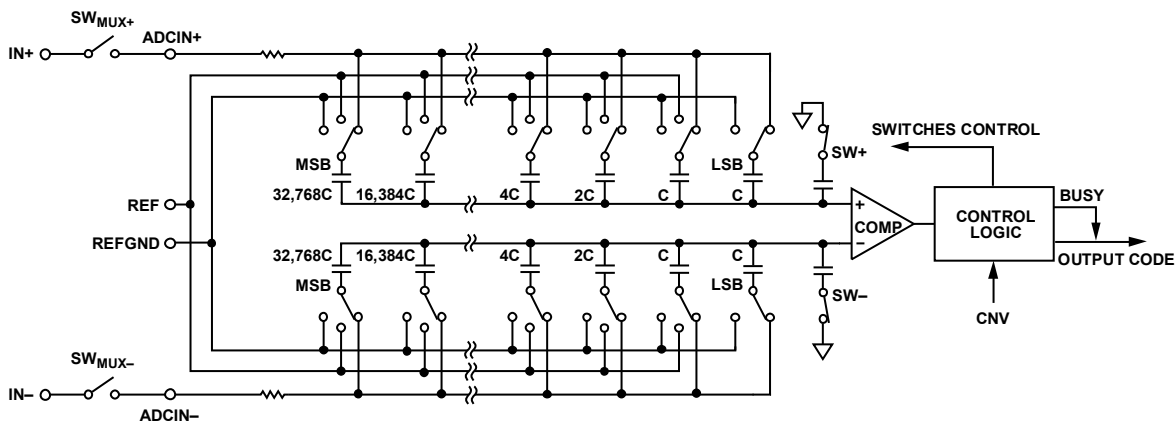 SWMUX+
IN+
ADCIN+
MSB
LSB
SW+
SWITCHES CONTROL
32,768C
16,384C
4C
2C
C
C
REF
+
COMP
–
CONTROL
LOGIC
BUSY
OUTPUT CODE
REFGND
32,768C
16,384C
4C
2C
C
C
MSB
LSB
SW–
CNV
SWMUX–
IN–
ADCIN–